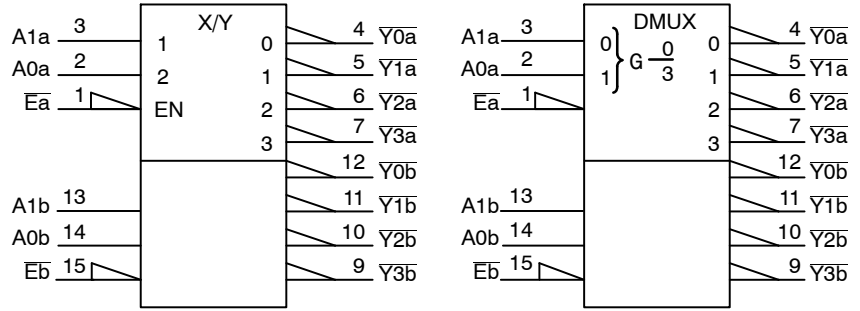 X/Y
A1a 3 1 0 4 Y0a
A0a 2 2 1 5 Y1a
Ea 1 EN 2 6 Y2a
3 7 Y3a
12 Y0b
A1b 13 11 Y1b
A0b 14 10 Y2b
Eb 15 9 Y3b
DMUX
A1a 3 0 0 4 Y0a
A0a 2 1 } G 0/3 1 5 Y1a
Ea 1 2 6 Y2a
3 7 Y3a
12 Y0b
A1b 13 11 Y1b
A0b 14 10 Y2b
Eb 15 9 Y3b